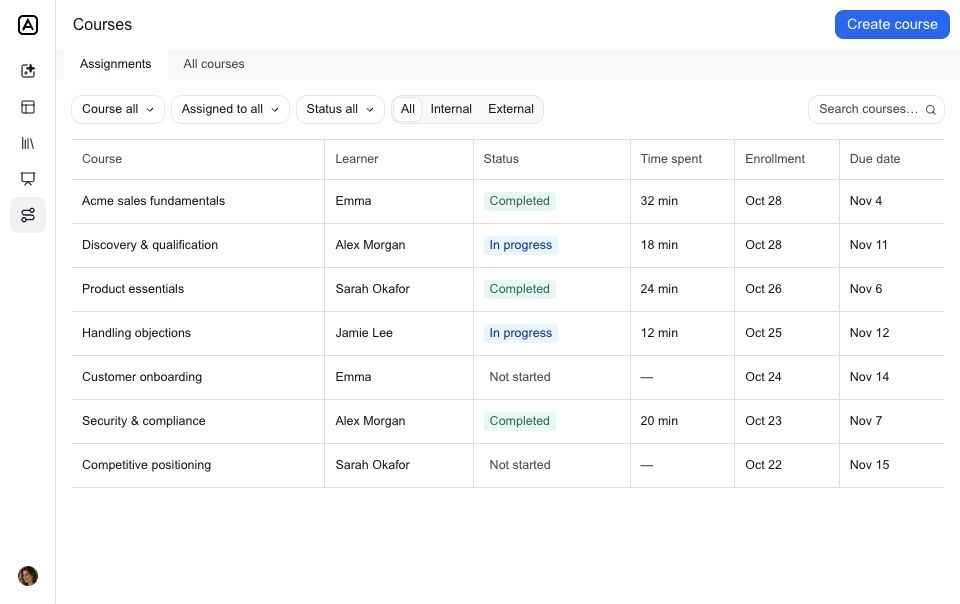 Courses
Create course
Assignments All courses
Course all Assigned to all Status all All Internal External Search courses…
Course Learner Status Time spent Enrollment Due date
Acme sales fundamentals Emma Completed 32 min Oct 28 Nov 4
Discovery & qualification Alex Morgan In progress 18 min Oct 28 Nov 11
Product essentials Sarah Okafor Completed 24 min Oct 26 Nov 6
Handling objections Jamie Lee In progress 12 min Oct 25 Nov 12
Customer onboarding Emma Not started — Oct 24 Nov 14
Security & compliance Alex Morgan Completed 20 min Oct 23 Nov 7
Competitive positioning Sarah Okafor Not started — Oct 22 Nov 15